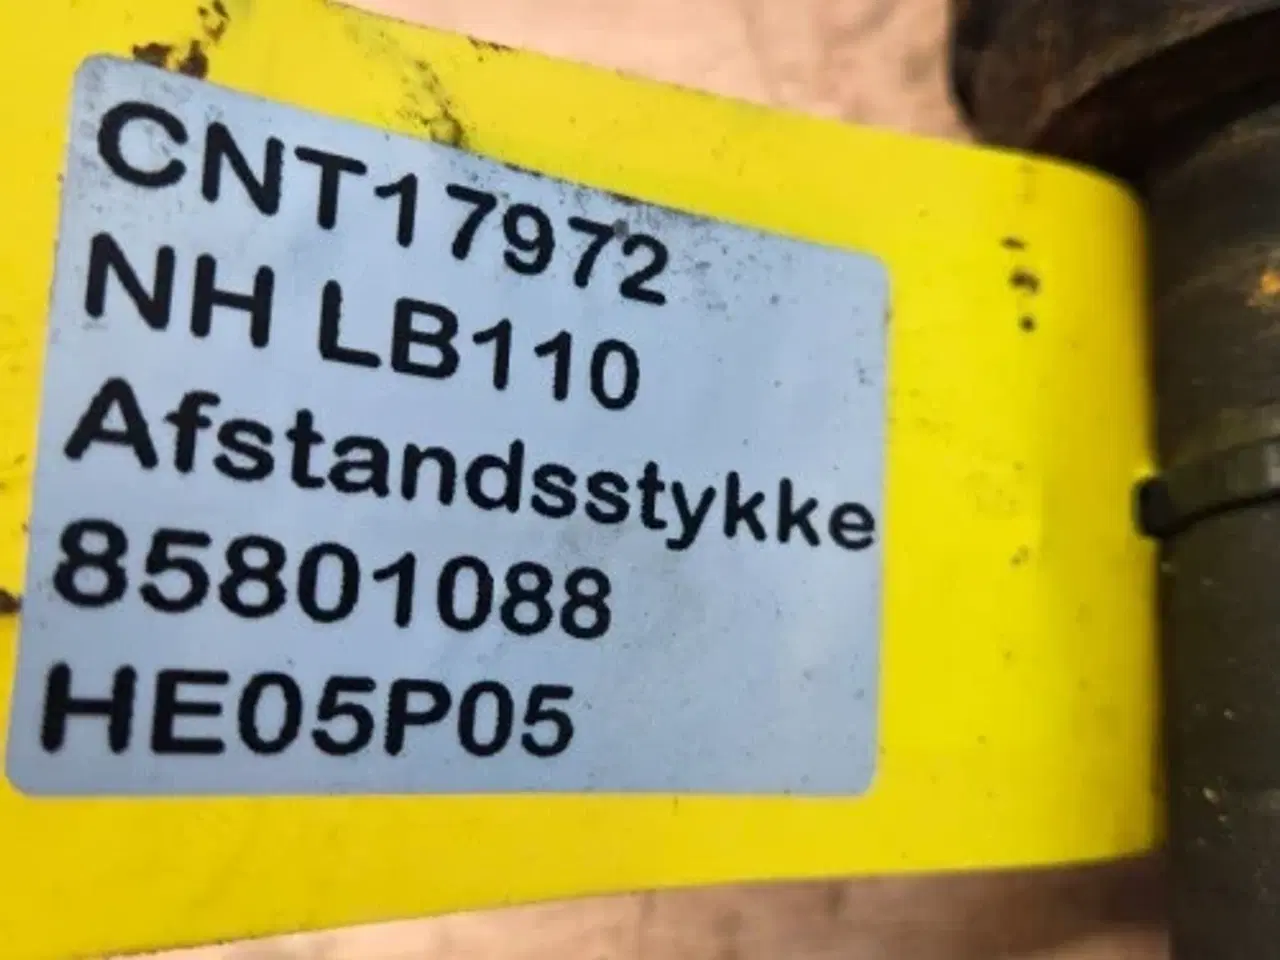 CNT17972
NH LB110
Afstandsstykke
85801088
HE05P05